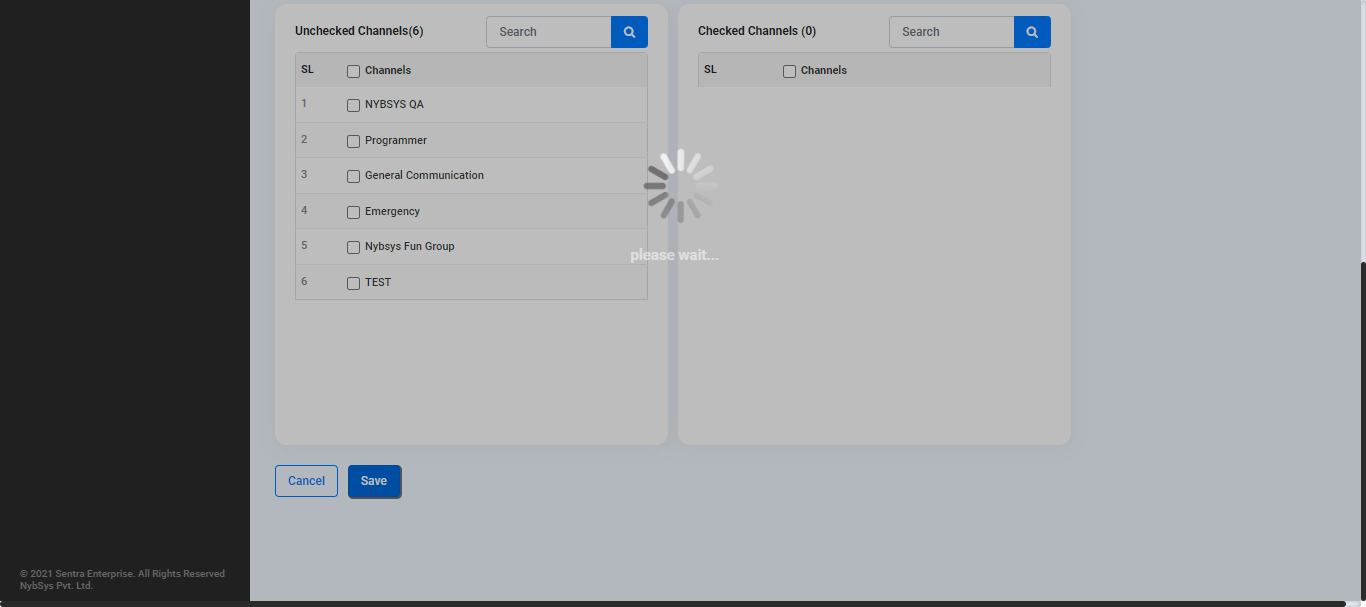 Unchecked Channels(6)
Search
SL Channels
1 NYBSYS QA
2 Programmer
3 General Communication
4 Emergency
5 Nybsys Fun Group
6 TEST
Checked Channels (0)
Search
SL Channels
please wait...
Cancel
Save
© 2021 Sentra Enterprise. All Rights Reserved
NybSys Pvt. Ltd.